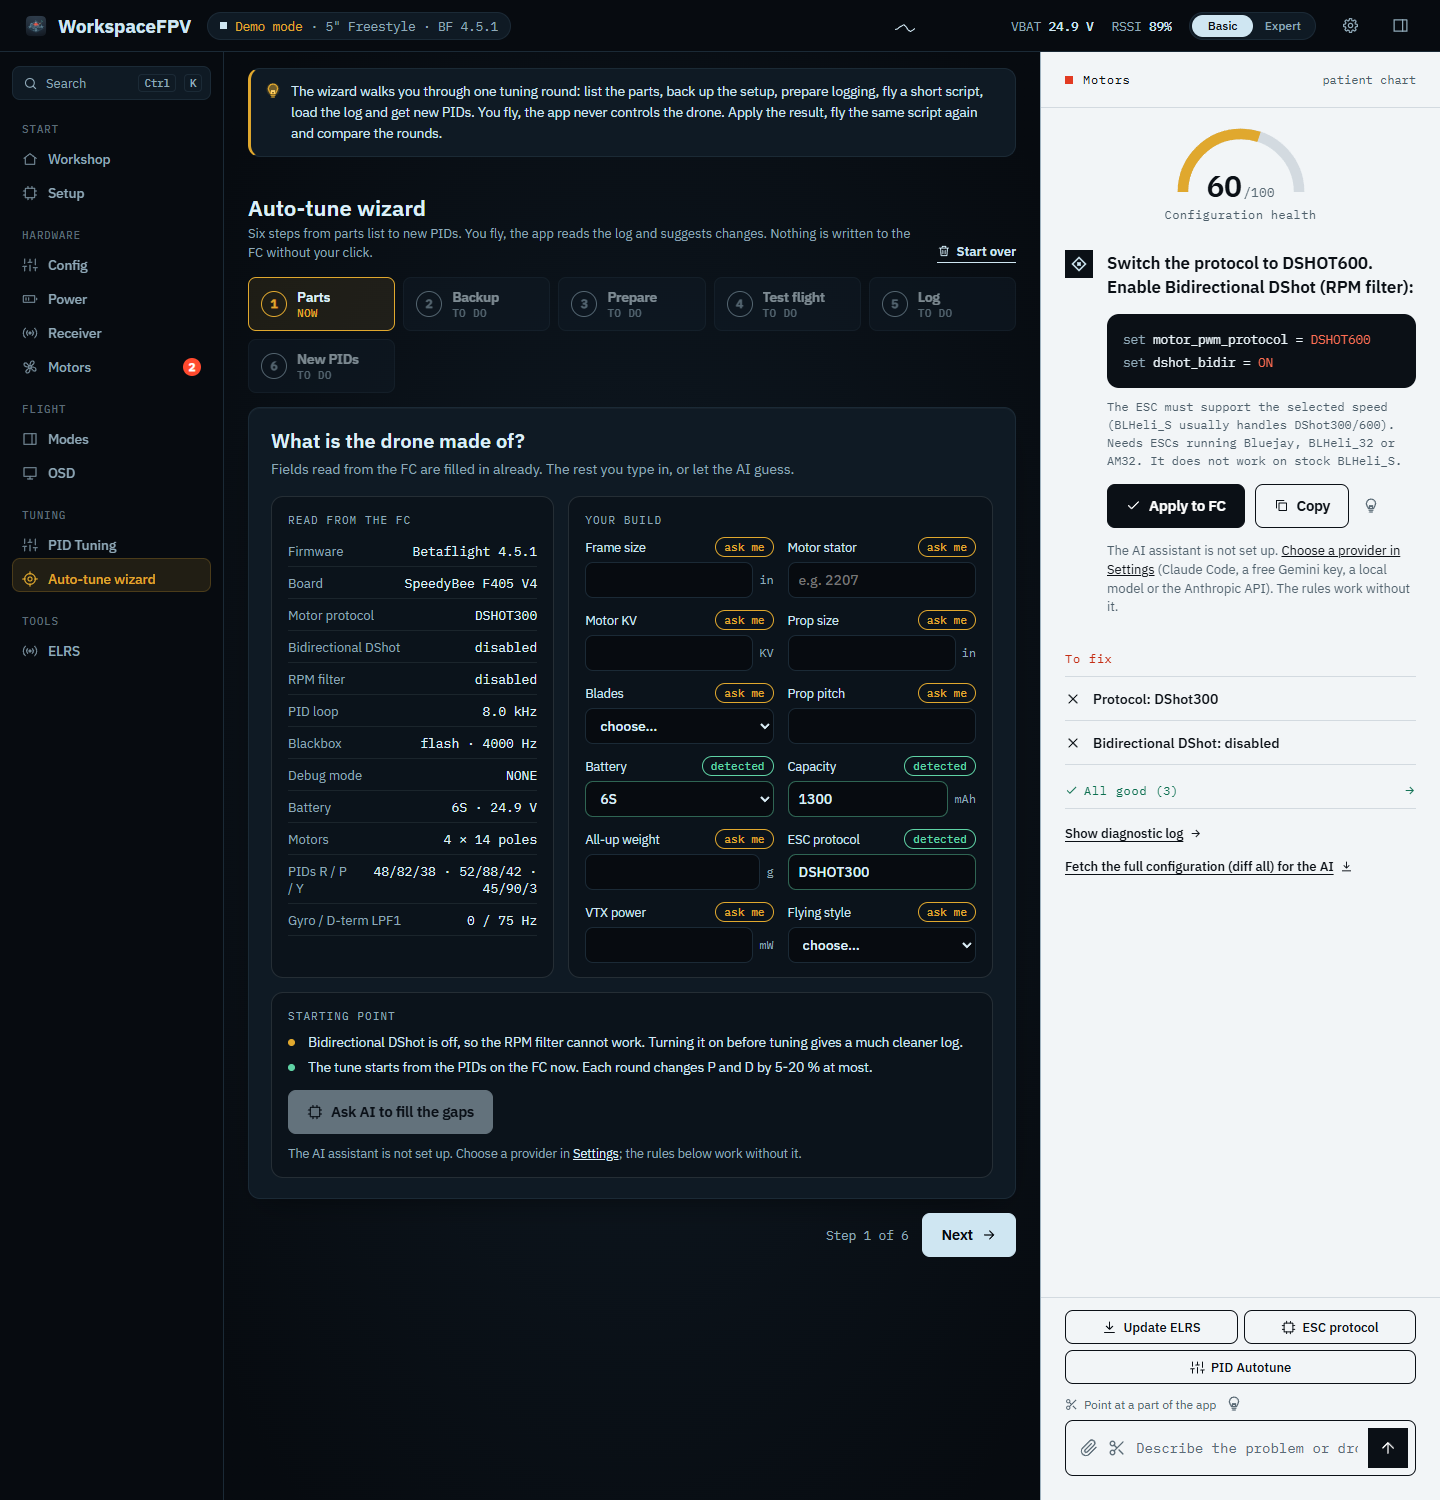 WorkspaceFPV
Demo mode · 5" Freestyle · BF 4.5.1
VBAT 24.9 V
RSSI 89%
Basic
Expert
Search
Ctrl K
START
Workshop
Setup
HARDWARE
Config
Power
Receiver
Motors
2
FLIGHT
Modes
OSD
TUNING
PID Tuning
Auto-tune wizard
TOOLS
ELRS
The wizard walks you through one tuning round: list the parts, back up the setup, prepare logging, fly a short script,
load the log and get new PIDs. You fly, the app never controls the drone. Apply the result, fly the same script again
and compare the rounds.
Auto-tune wizard
Six steps from parts list to new PIDs. You fly, the app reads the log and suggests changes. Nothing is written to the
FC without your click.
Start over
1 Parts
NOW
2 Backup
TO DO
3 Prepare
TO DO
4 Test flight
TO DO
5 Log
TO DO
6 New PIDs
TO DO
What is the drone made of?
Fields read from the FC are filled in already. The rest you type in, or let the AI guess.
READ FROM THE FC
Firmware Betaflight 4.5.1
Board SpeedyBee F405 V4
Motor protocol DSHOT300
Bidirectional DShot disabled
RPM filter disabled
PID loop 8.0 kHz
Blackbox flash · 4000 Hz
Debug mode NONE
Battery 6S · 24.9 V
Motors 4 × 14 poles
PIDs R / P 48/82/38 · 52/88/42 ·
/ Y 45/90/3
Gyro / D-term LPF1 0 / 75 Hz
YOUR BUILD
Frame size ask me
in
Motor stator ask me
e.g. 2207
Motor KV ask me
KV
Prop size ask me
in
Blades ask me
choose...
Prop pitch ask me
Battery detected
6S
Capacity detected
1300 mAh
All-up weight ask me
g
ESC protocol detected
DSHOT300
VTX power ask me
mW
Flying style ask me
choose...
STARTING POINT
Bidirectional DShot is off, so the RPM filter cannot work. Turning it on before tuning gives a much cleaner log.
The tune starts from the PIDs on the FC now. Each round changes P and D by 5-20 % at most.
Ask AI to fill the gaps
The AI assistant is not set up. Choose a provider in Settings; the rules below work without it.
Step 1 of 6
Next
Motors
patient chart
60/100
Configuration health
Switch the protocol to DSHOT600.
Enable Bidirectional DShot (RPM filter):
set motor_pwm_protocol = DSHOT600
set dshot_bidir = ON
The ESC must support the selected speed
(BLHeli_S usually handles DShot300/600).
Needs ESCs running Bluejay, BLHeli_32 or
AM32. It does not work on stock BLHeli_S.
Apply to FC
Copy
The AI assistant is not set up. Choose a provider in
Settings (Claude Code, a free Gemini key, a local
model or the Anthropic API). The rules work without
it.
To fix
Protocol: DShot300
Bidirectional DShot: disabled
All good (3)
Show diagnostic log
Fetch the full configuration (diff all) for the AI
Update ELRS
ESC protocol
PID Autotune
Point at a part of the app
Describe the problem or dro